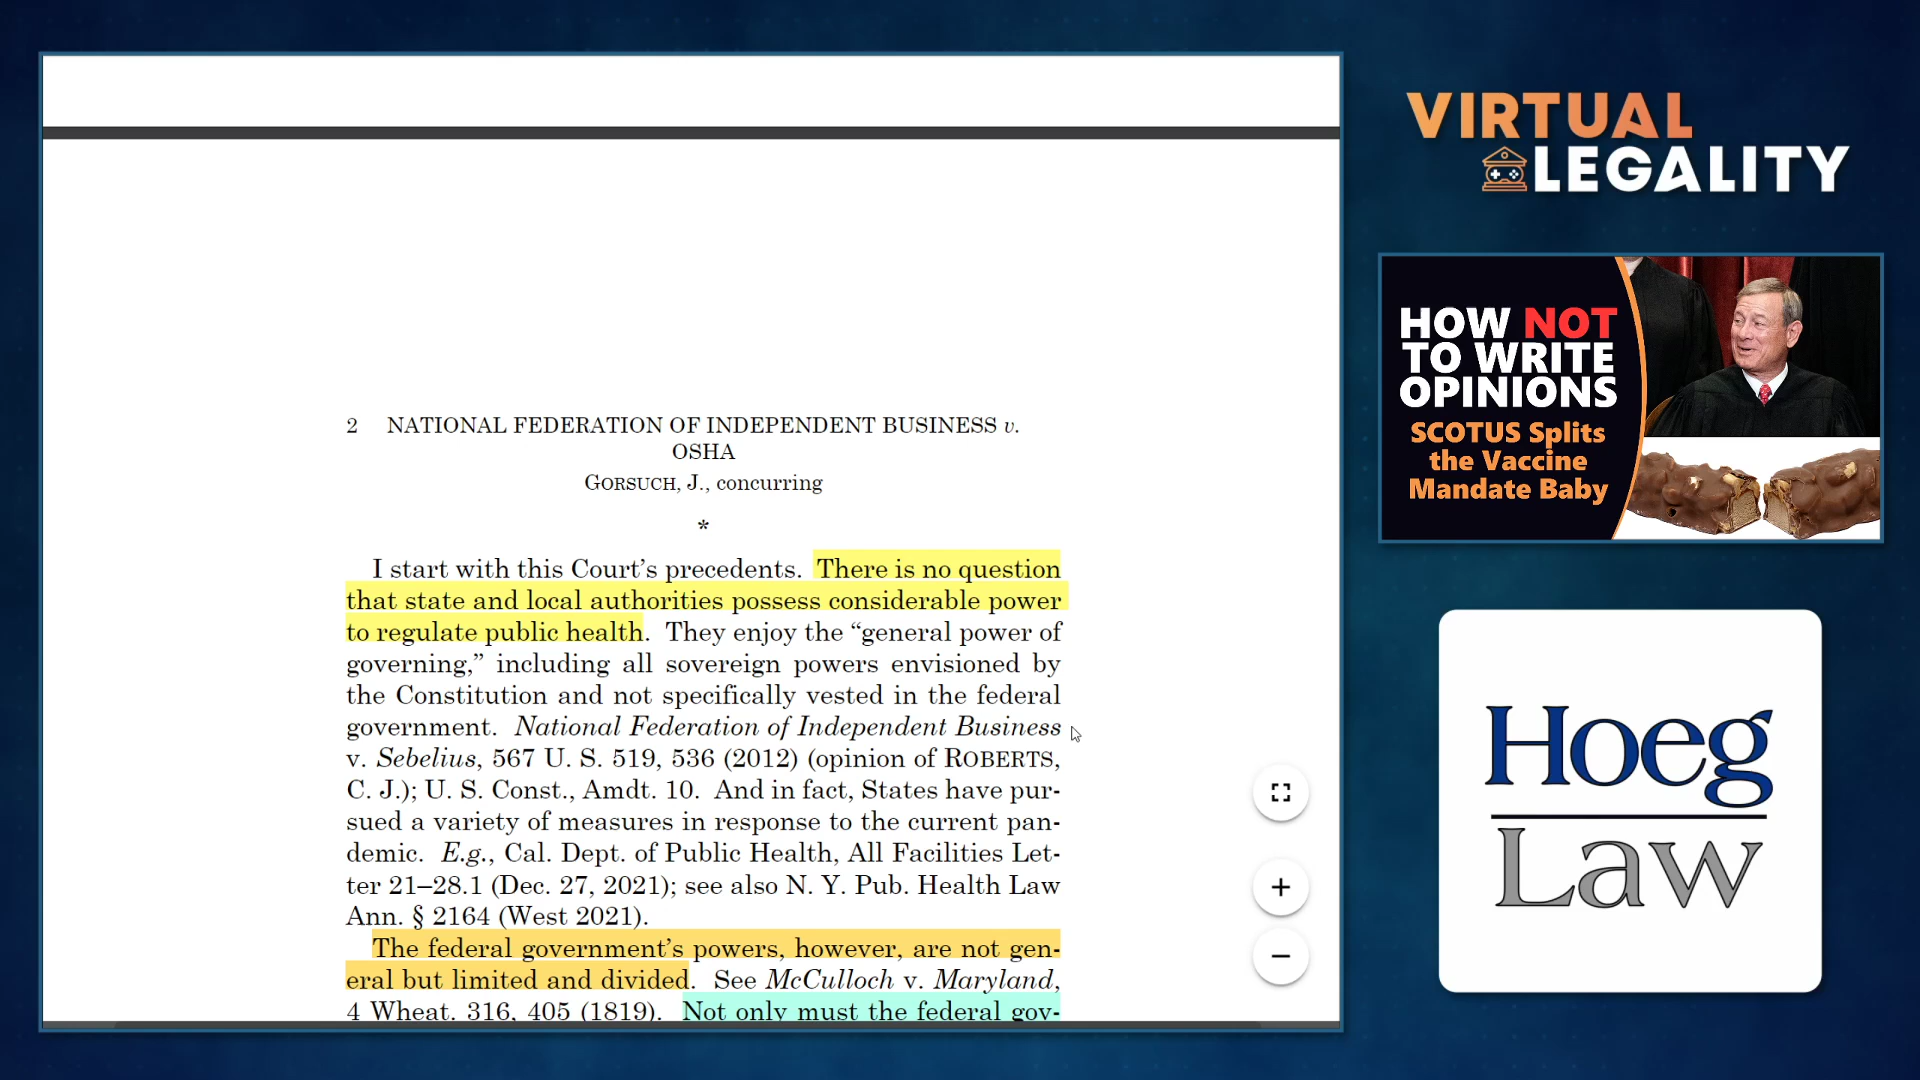 2 NATIONAL FEDERATION OF INDEPENDENT BUSINESS v.
OSHA
GORSUCH, J., concurring
*
I start with this Court’s precedents. There is no question
that state and local authorities possess considerable power
to regulate public health. They enjoy the “general power of
governing,” including all sovereign powers envisioned by
the Constitution and not specifically vested in the federal
government. National Federation of Independent Business
v. Sebelius, 567 U. S. 519, 536 (2012) (opinion of ROBERTS,
C. J.); U. S. Const., Amdt. 10. And in fact, States have pur-
sued a variety of measures in response to the current pan-
demic. E.g., Cal. Dept. of Public Health, All Facilities Let-
ter 21–28.1 (Dec. 27, 2021); see also N. Y. Pub. Health Law
Ann. § 2164 (West 2021).
The federal government’s powers, however, are not gen-
eral but limited and divided. See McCulloch v. Maryland,
4 Wheat. 316, 405 (1819). Not only must the federal gov-
VIRTUAL
LEGALITY
HOW NOT
TO WRITE
OPINIONS
SCOTUS Splits
the Vaccine
Mandate Baby
Hoeg
Law